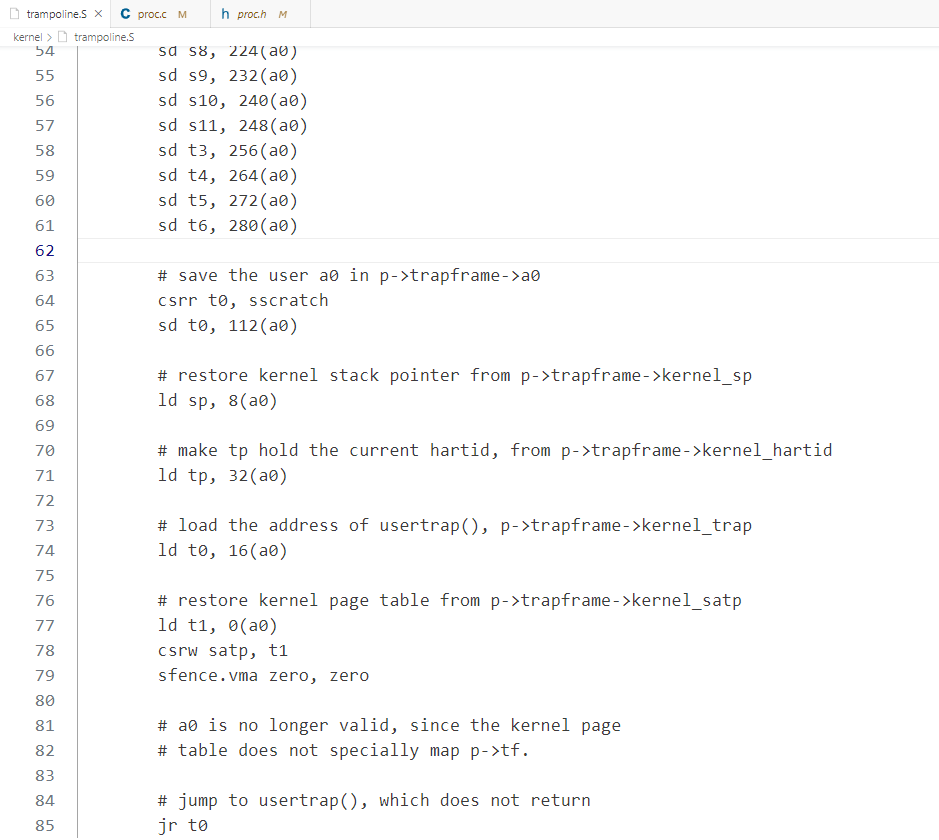 trampoline.S × C proc.c M h proc.h M
kernel > trampoline.S
54 sd s8, 224(a0)
55 sd s9, 232(a0)
56 sd s10, 240(a0)
57 sd s11, 248(a0)
58 sd t3, 256(a0)
59 sd t4, 264(a0)
60 sd t5, 272(a0)
61 sd t6, 280(a0)
62
63 # save the user a0 in p->trapframe->a0
64 csrr t0, sscratch
65 sd t0, 112(a0)
66
67 # restore kernel stack pointer from p->trapframe->kernel_sp
68 ld sp, 8(a0)
69
70 # make tp hold the current hartid, from p->trapframe->kernel_hartid
71 ld tp, 32(a0)
72
73 # load the address of usertrap(), p->trapframe->kernel_trap
74 ld t0, 16(a0)
75
76 # restore kernel page table from p->trapframe->kernel_satp
77 ld t1, 0(a0)
78 csrw satp, t1
79 sfence.vma zero, zero
80
81 # a0 is no longer valid, since the kernel page
82 # table does not specially map p->tf.
83
84 # jump to usertrap(), which does not return
85 jr t0